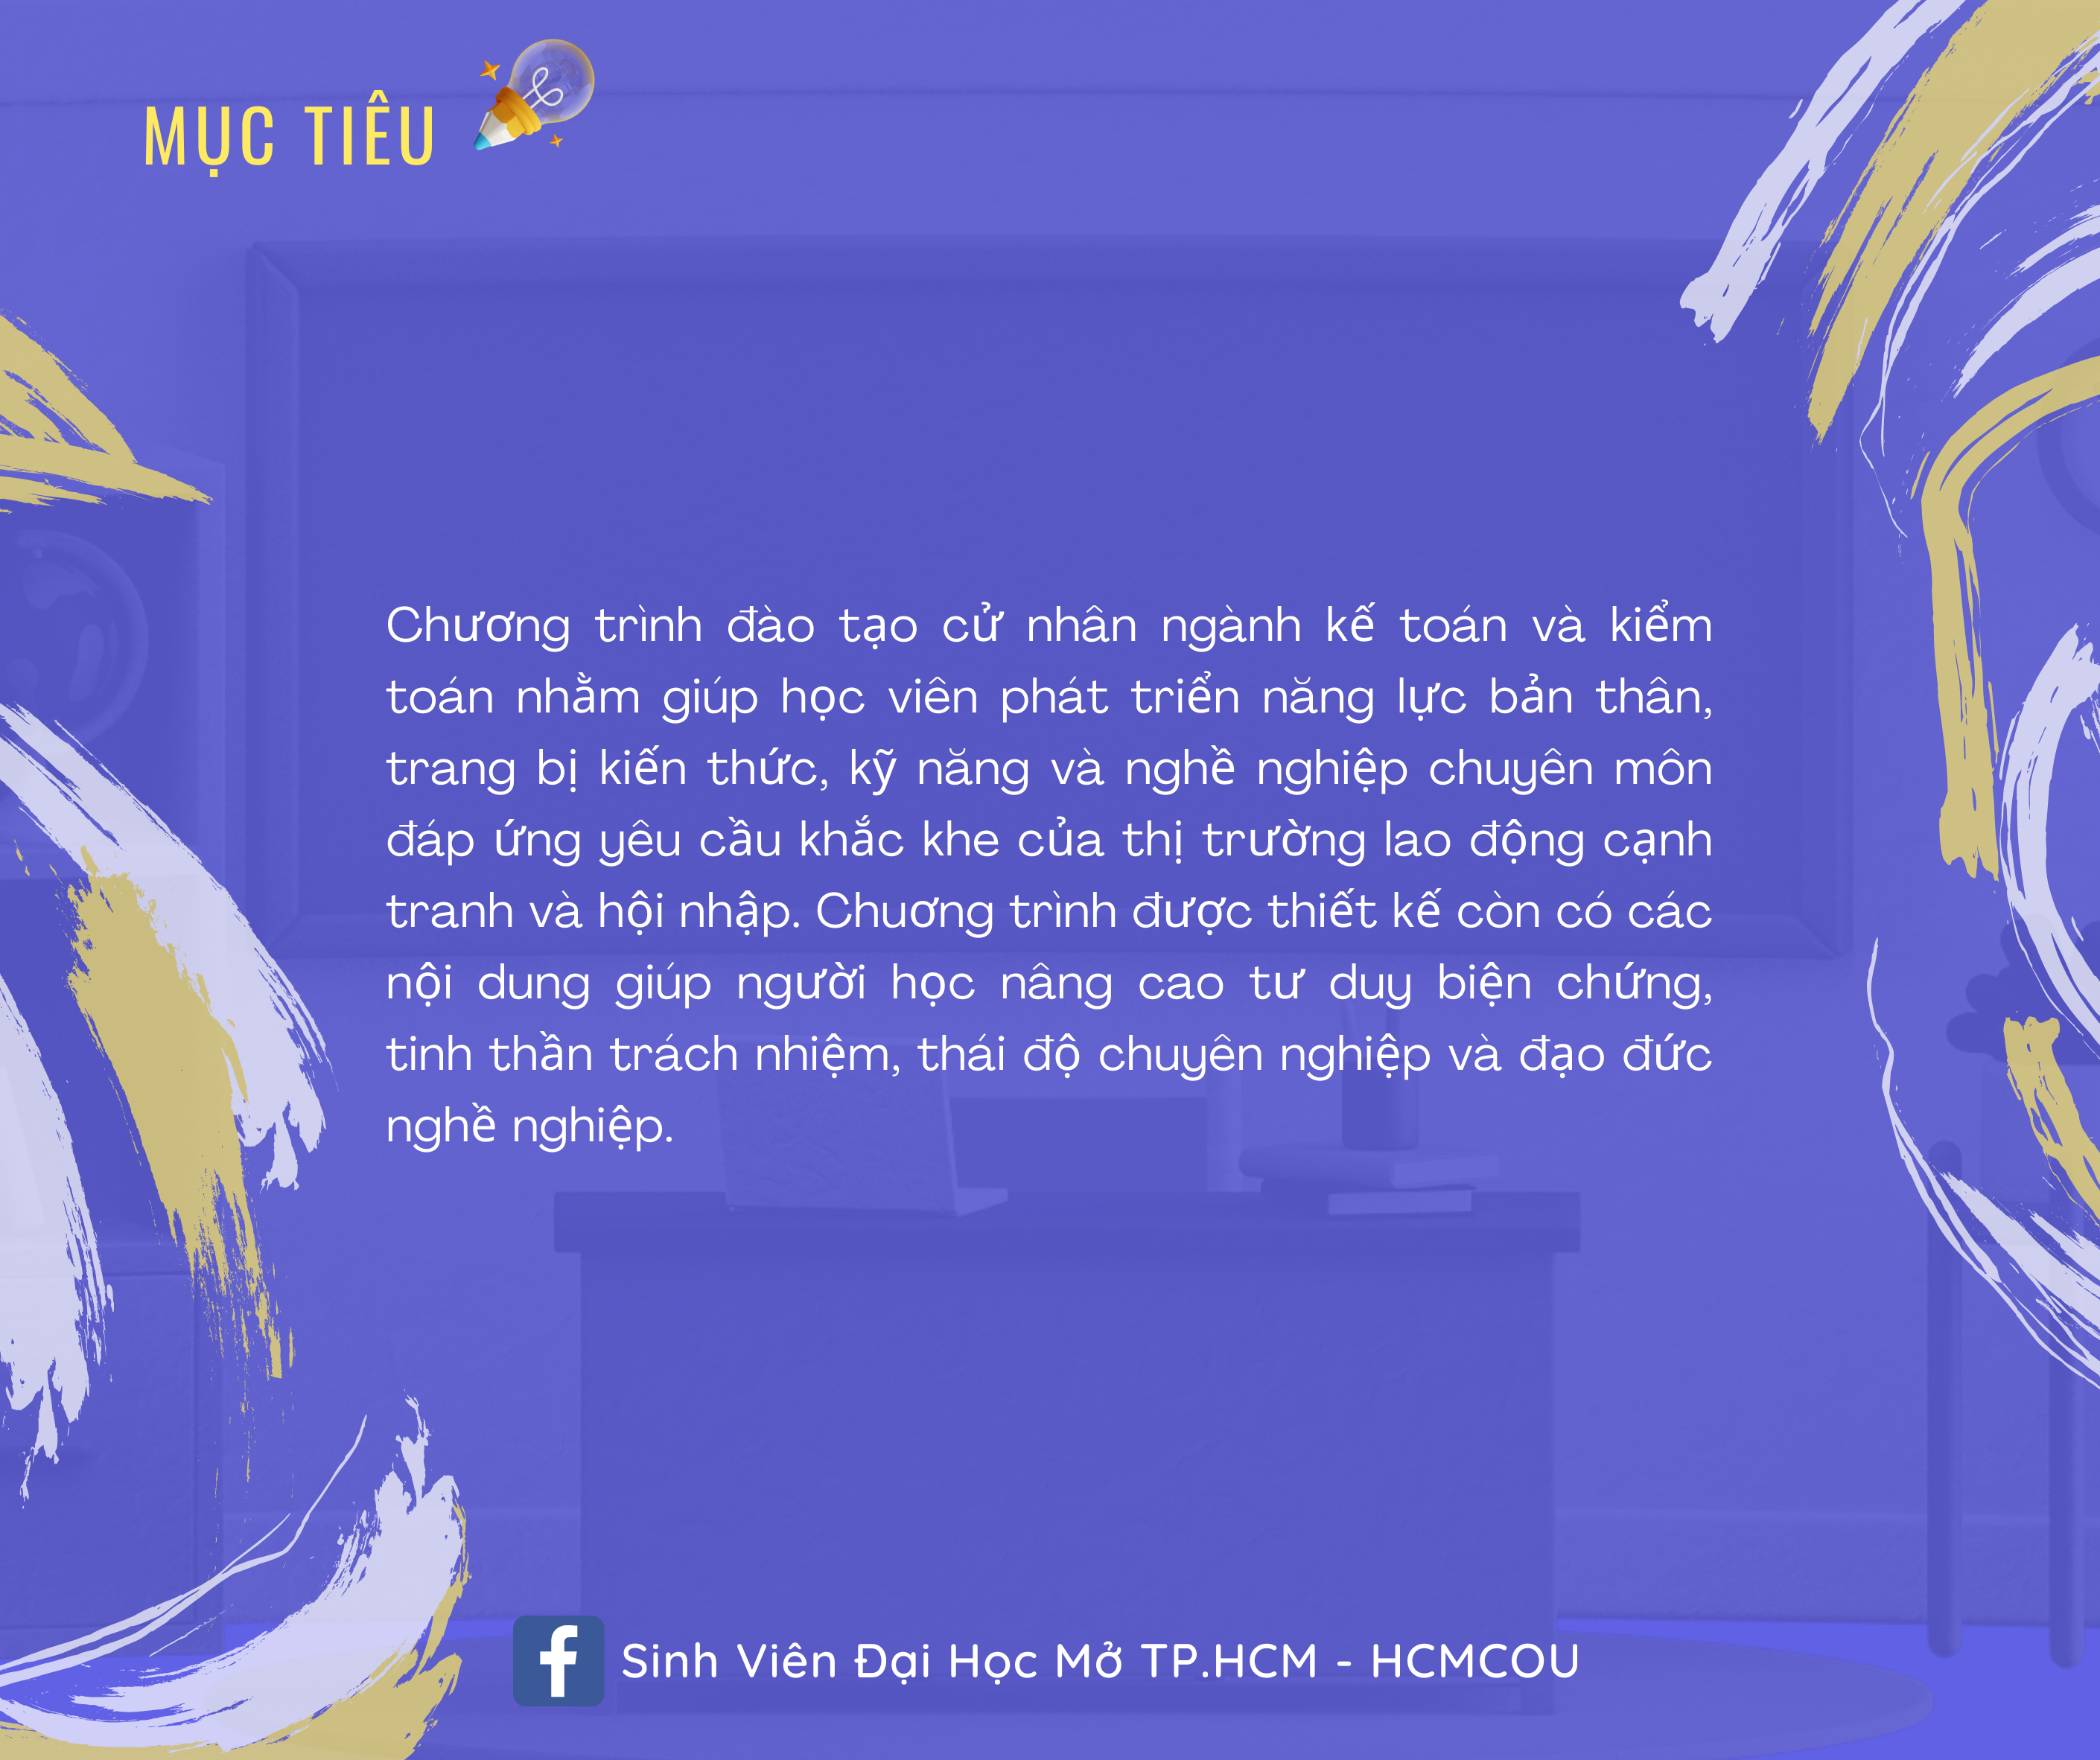 MỤC TIÊU
Chương trình đào tạo cử nhân ngành kế toán và kiểm
toán nhằm giúp học viên phát triển năng lực bản thân,
trang bị kiến thức, kỹ năng và nghề nghiệp chuyên môn
đáp ứng yêu cầu khắc khe của thị trường lao động cạnh
tranh và hội nhập. Chuơng trình được thiết kế còn có các
nội dung giúp người học nâng cao tư duy biện chứng,
tinh thần trách nhiệm, thái độ chuyên nghiệp và đạo đức
nghề nghiệp.
Sinh Viên Đại Học Mở TP.HCM - HCMCOU